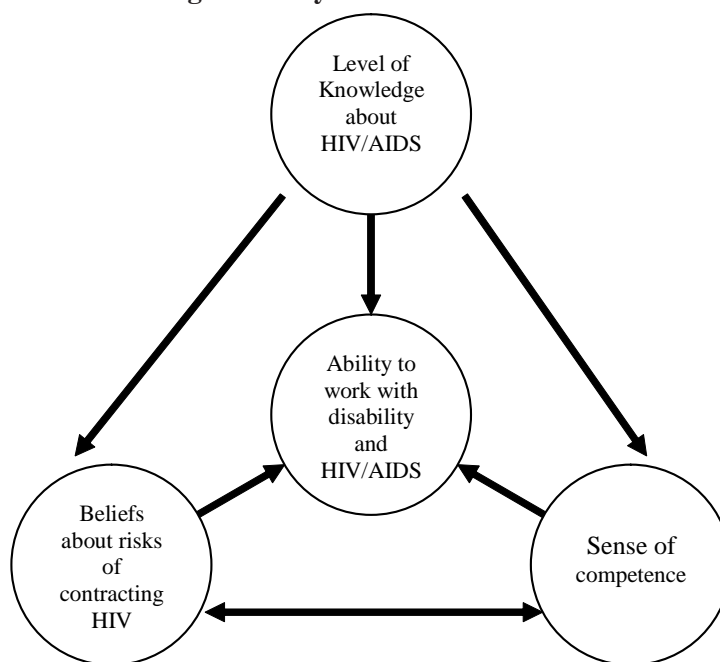 Level of
Knowledge
about
HIV/AIDS
Ability to
work with
disability
and
HIV/AIDS
Beliefs
about risks
of
contracting
HIV
Sense of
competence